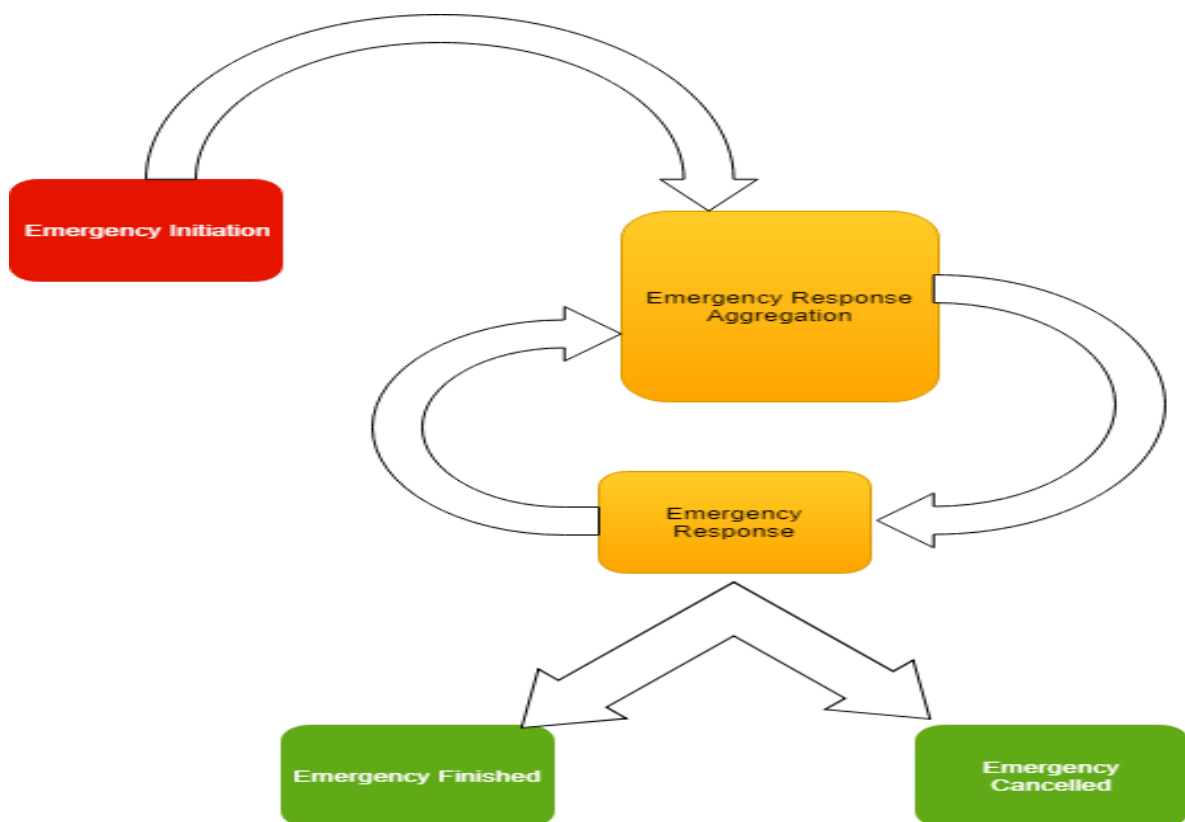 Emergency Initiation
Emergency Response
Aggregation
Emergency
Response
Emergency Finished
Emergency
Cancelled